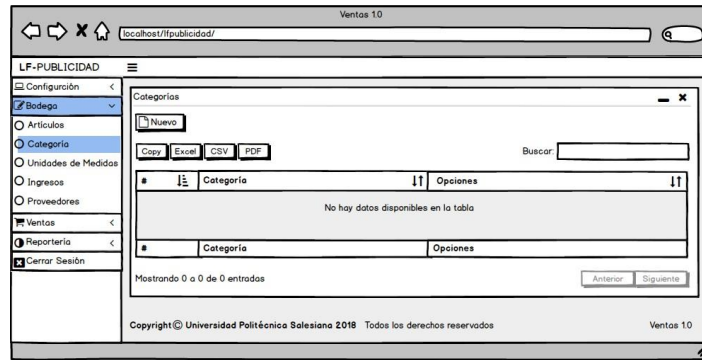 Ventas 1.0
localhost/lfpublicidad/
LF-PUBLICIDAD
Configurción
Bodega
Artículos
Categoría
Unidades de Medidas
Ingresos
Proveedores
Ventas
Reportería
Cerrar Sesión
Categorías
Nuevo
Copy Excel CSV PDF Buscar:
# Categoría Opciones
No hay datos disponibles en la tabla
# Categoría Opciones
Mostrando 0 a 0 de 0 entradas Anterior Siguiente
Copyright© Universidad Politécnica Salesiana 2018 Todos los derechos reservados Ventas 1.0